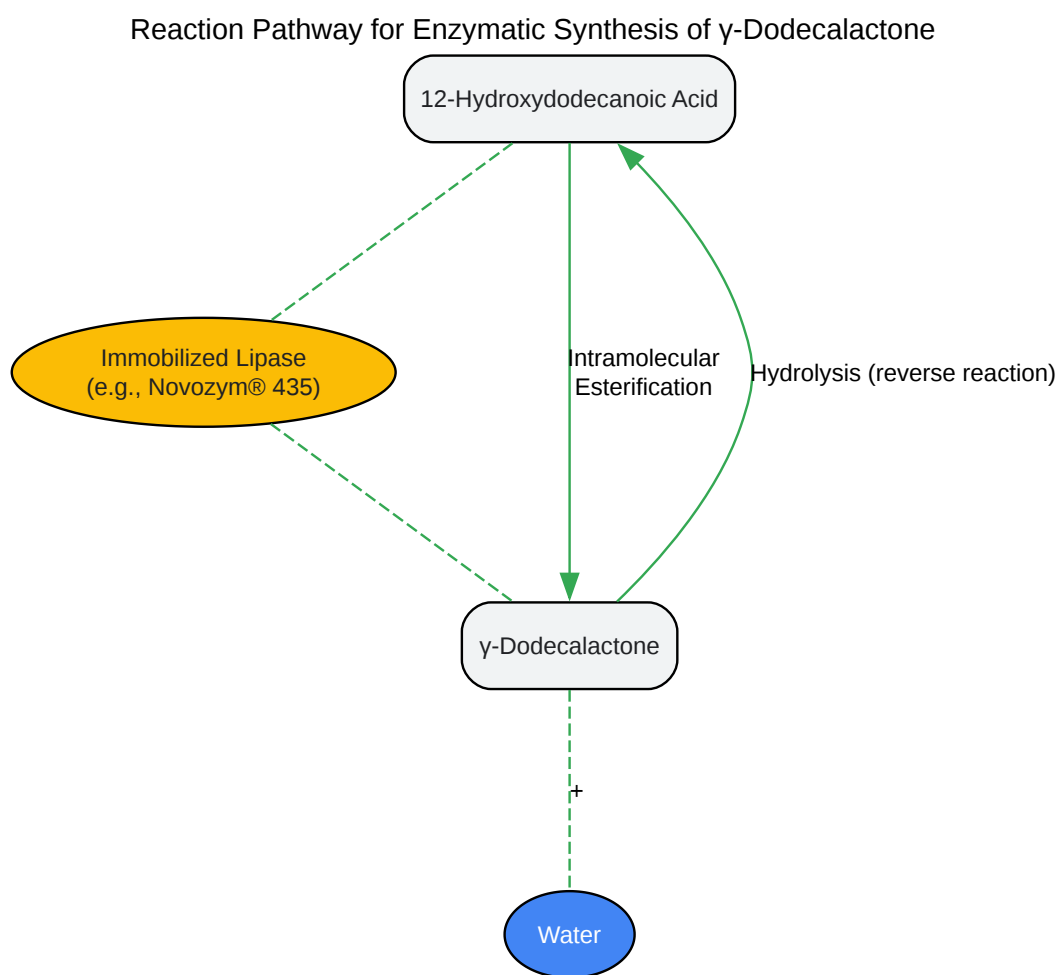 Reaction Pathway for Enzymatic Synthesis of γ-Dodecalactone
12-Hydroxydodecanoic Acid
Immobilized Lipase
(e.g., Novozym® 435)
Intramolecular
Esterification
Hydrolysis (reverse reaction)
γ-Dodecalactone
+
Water